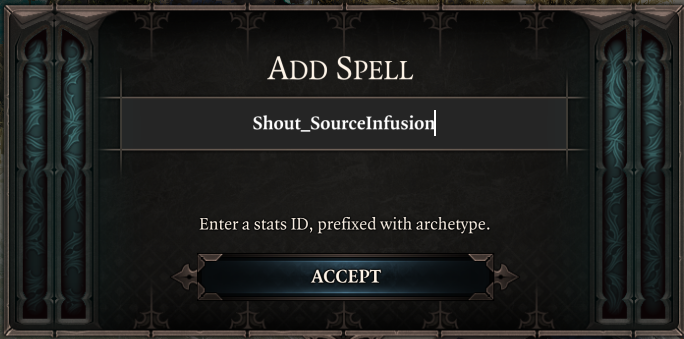 ADD SPELL
Shout_SourceInfusion
Enter a stats ID, prefixed with archetype.
ACCEPT